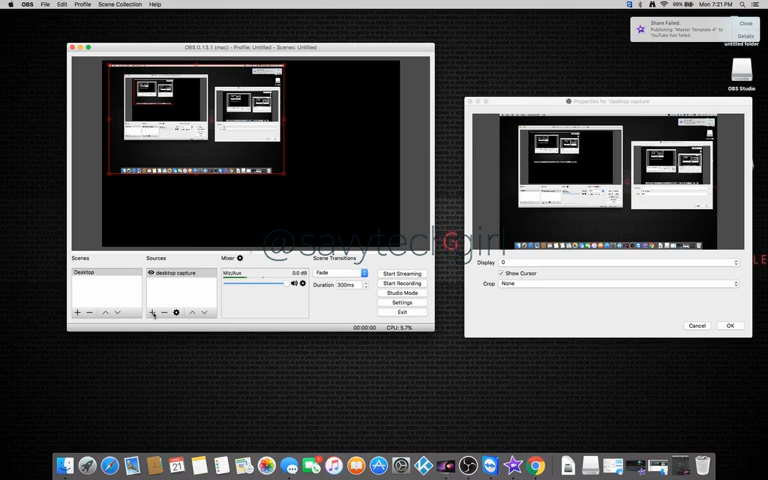 OBS File Edit Profile Scene Collection Help
99% Mon 7:21 PM
Share Failed.
Publishing "Master Template 4" to YouTube has failed.
Close
Details
untitled folder
OBS Studio
OBS 0.13.1 (mac) - Profile: Untitled - Scenes: Untitled
Properties for 'desktop capture'
@savytechgirl
Scenes
Sources
Mixer
Scene Transitions
Desktop
desktop capture
Mic/Aux
0.0 dB
Fade
Duration 300ms
Start Streaming
Start Recording
Studio Mode
Settings
Exit
00:00:00
CPU: 5.7%
Display 0
Show Cursor
Crop None
Cancel
OK
21